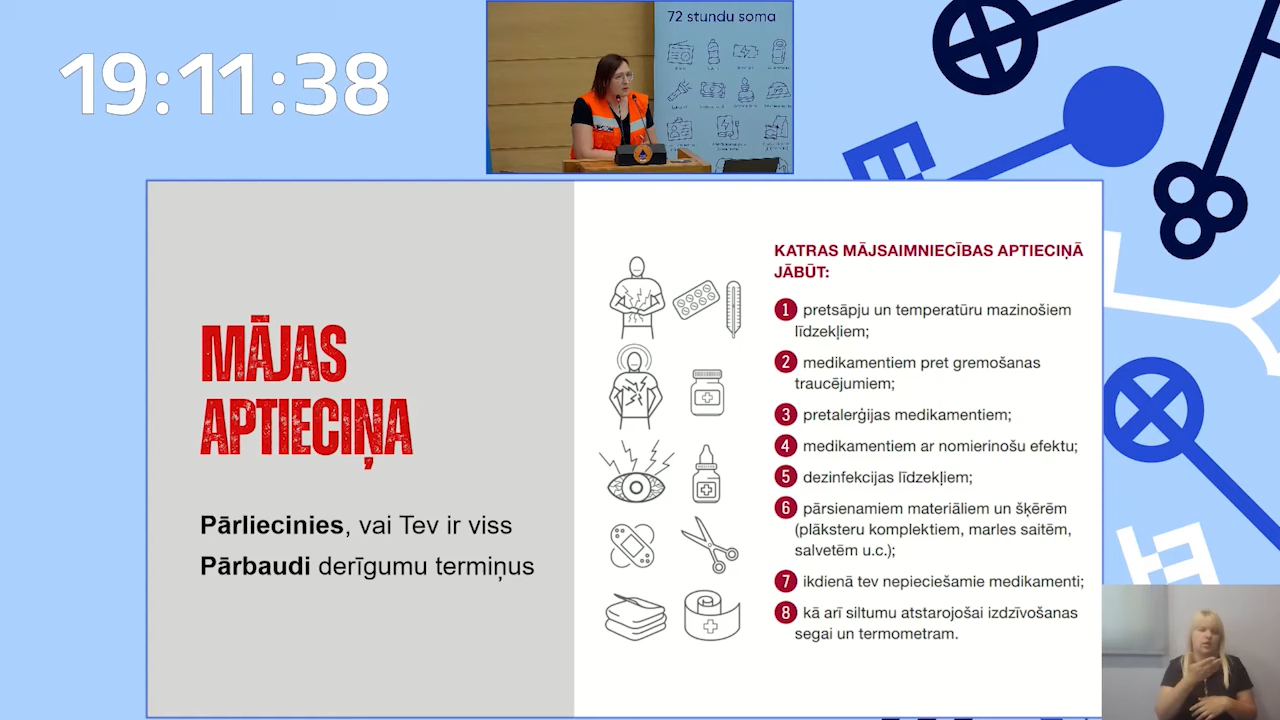 19:11:38
72 stundu soma
MĀJAS
APTIECIŅA
Pārliecinies, vai Tev ir viss
Pārbaudi derīgumu termiņus
KATRAS MĀJSAIMNIECĪBAS APTIECIŅĀ
JĀBŪT:
1 pretsāpju un temperatūru mazinošiem
līdzekļiem;
2 medikamentiem pret gremošanas
traucējumiem;
3 pretalerģijas medikamentiem;
4 medikamentiem ar nomierinošu efektu;
5 dezinfekcijas līdzekļiem;
6 pārsienamiem materiāliem un šķērēm
(plāksteru komplektiem, marles saitēm,
salvetēm u.c.);
7 ikdienā tev nepieciešamie medikamenti;
8 kā arī siltumu atstarojošai izdzīvošanas
segai un termometram.